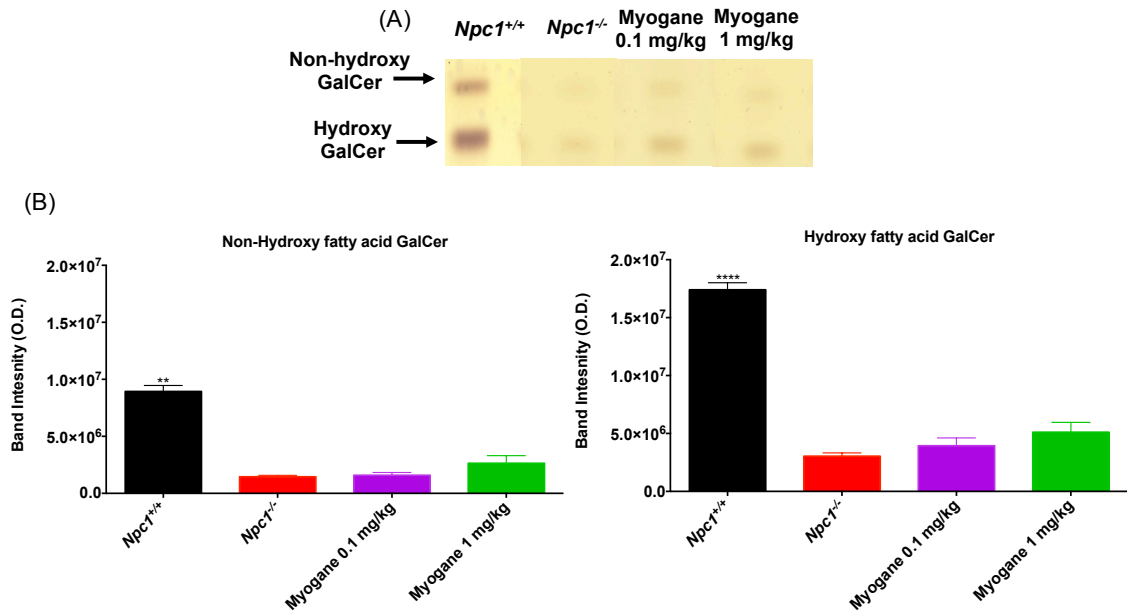 (A)
Npc1+/+
Npc1-/-
Myogane
0.1 mg/kg
Myogane
1 mg/kg
Non-hydroxy
GalCer
Hydroxy
GalCer
(B)
Non-Hydroxy fatty acid GalCer
Band Intesnity (O.D.)
2.0×10⁷
1.5×10⁷
1.0×10⁷
5.0×10⁶
0.0
**
Npc1+/+
Npc1-/-
Myogane 0.1 mg/kg
Myogane 1 mg/kg
Hydroxy fatty acid GalCer
Band Intesnity (O.D.)
2.0×10⁷
1.5×10⁷
1.0×10⁷
5.0×10⁶
0.0
****
Npc1+/+
Npc1-/-
Myogane 0.1 mg/kg
Myogane 1 mg/kg